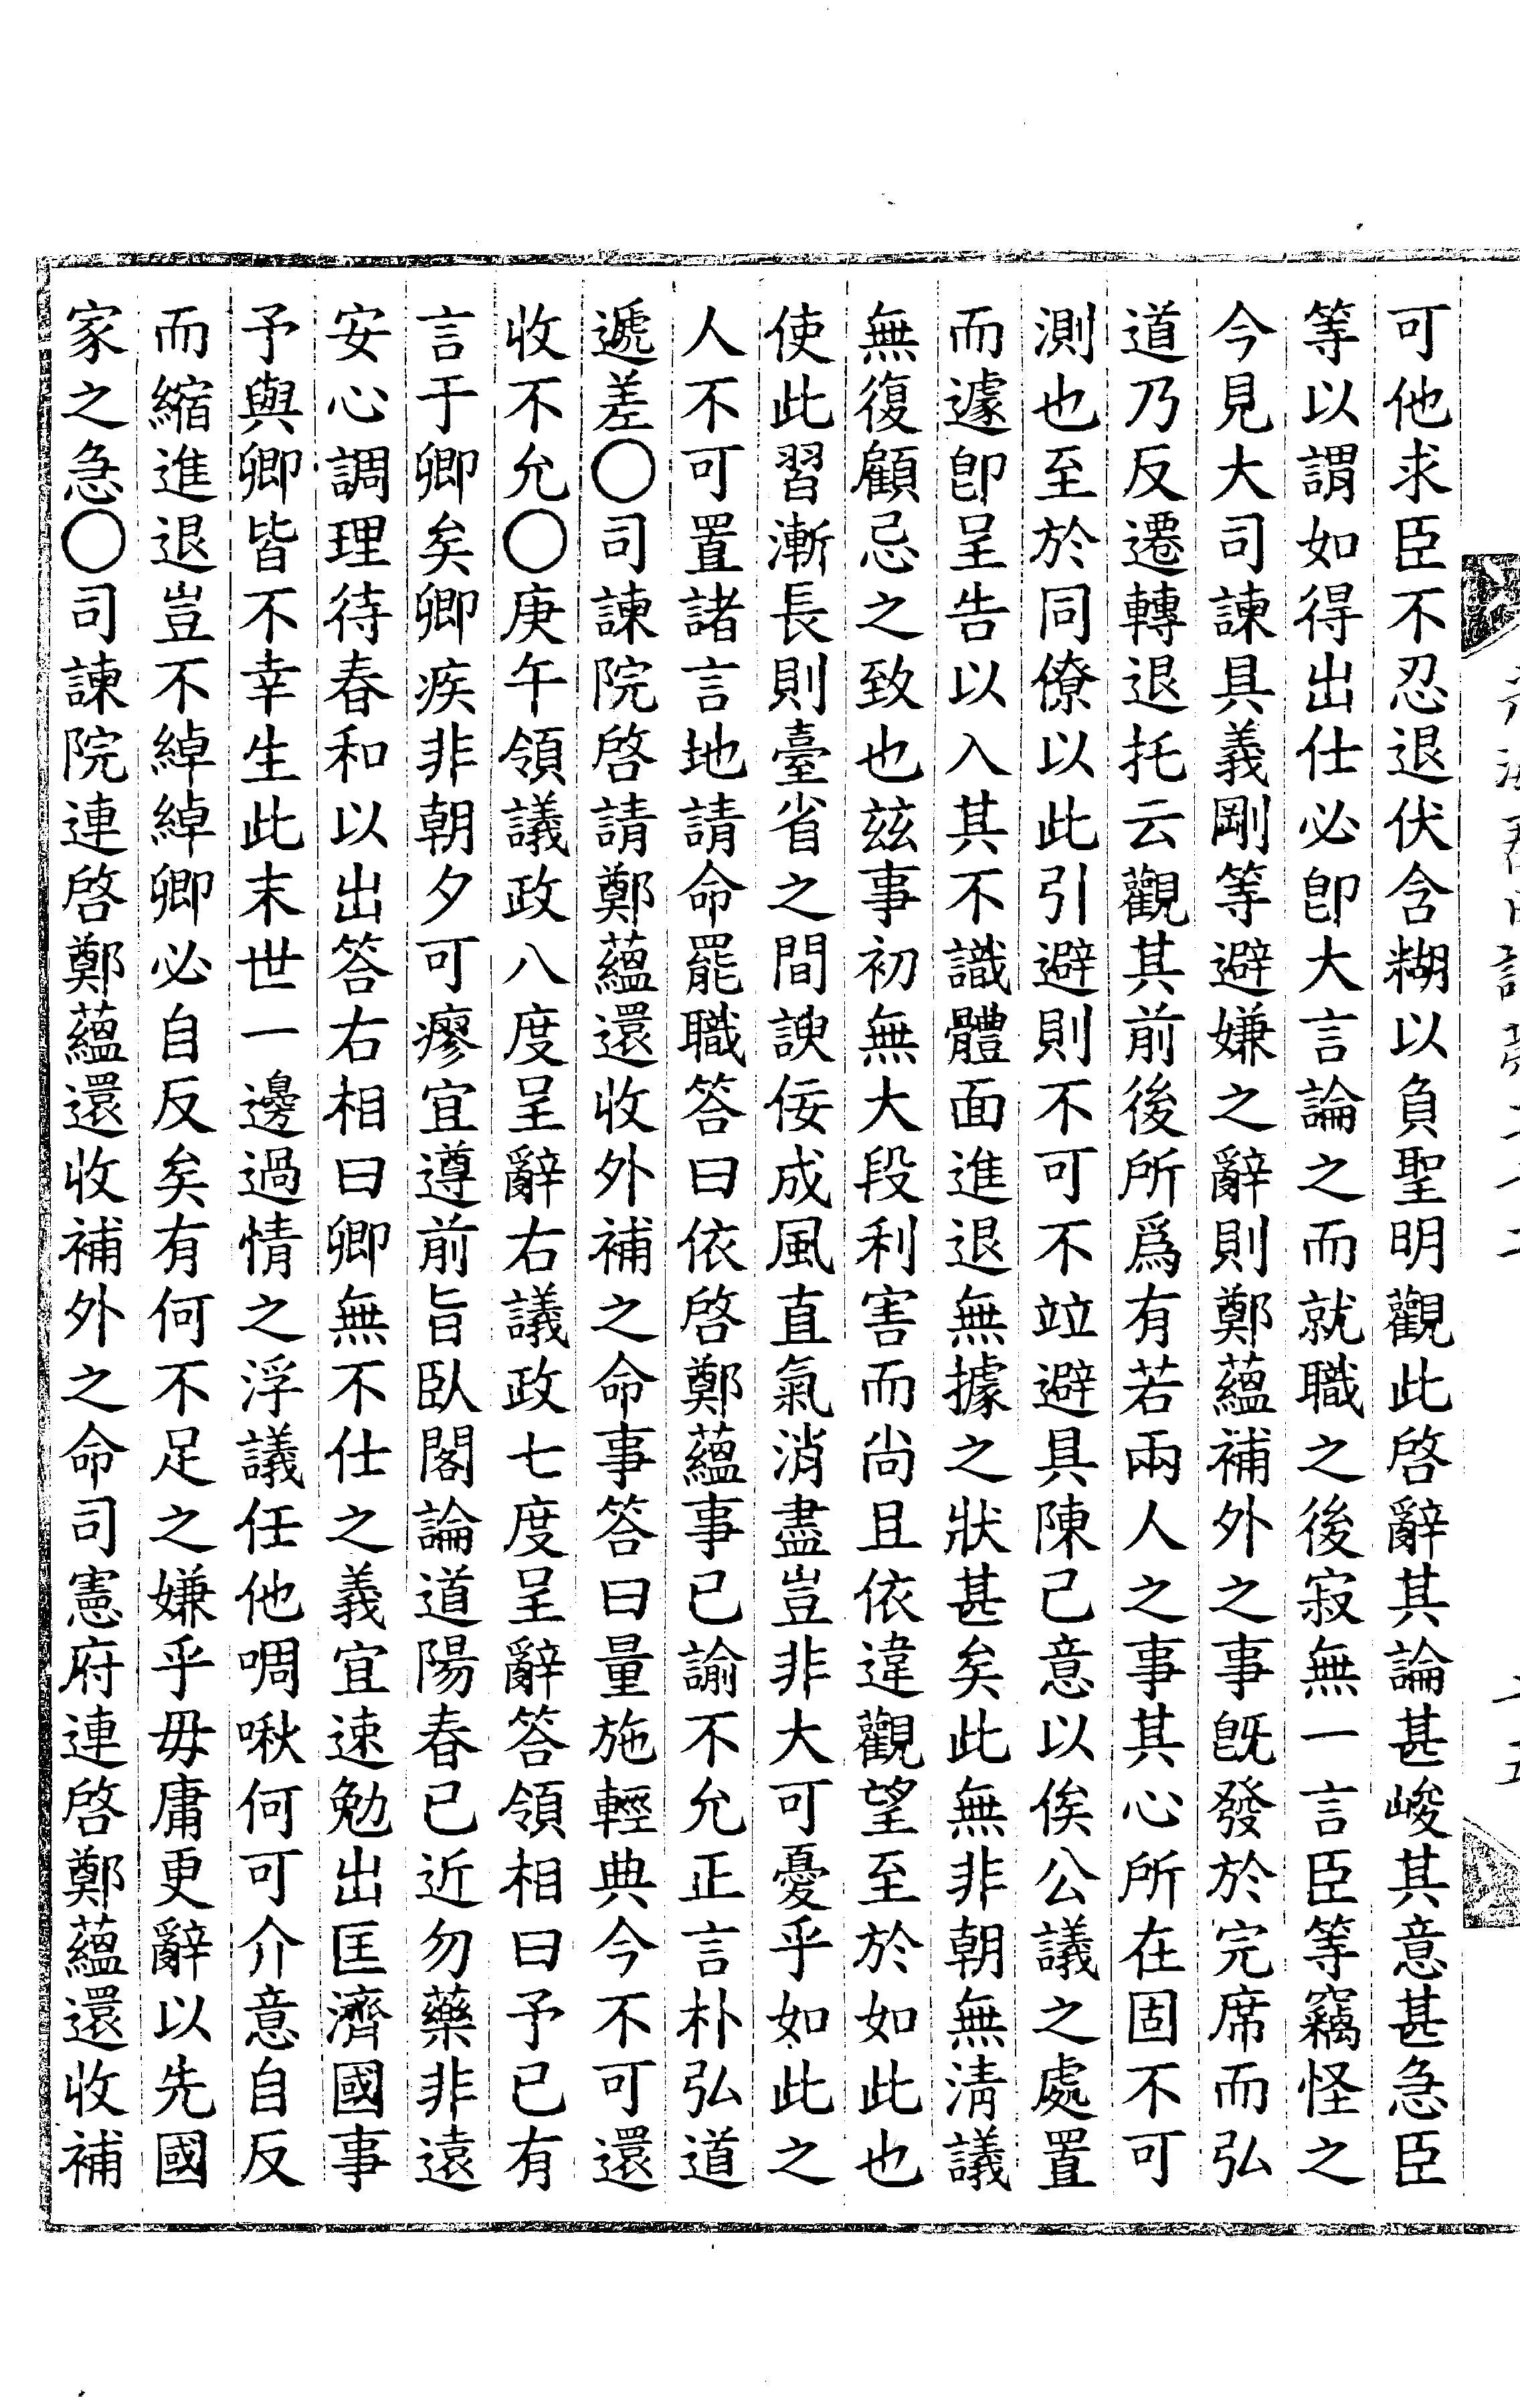 可他求臣不忍退伏含糊以負聖明觀此啓辭其論甚峻其意甚急臣
等以謂如得出仕必卽大言論之而就職之後寂無一言臣等竊怪之
今見大司諫具義剛等避嫌之辭則鄭蘊補外之事旣發於完席而弘
道乃反遷轉退托云觀其前後所爲有若兩人之事其心所在固不可
測也至於同僚以此引避則不可不竝避具陳己意以俟公議之處置
而遽卽呈告以入其不識體面進退無據之狀甚矣此無非朝無淸議
無復顧忌之致也玆事初無大段利害而尙且依違觀望至於如此也
使此習漸長則臺省之間諛佞成風直氣消盡豈非大可憂乎如此之
人不可置諸言地請命罷職答曰依啓鄭蘊事已諭不允正言朴弘道
遞差〇司諫院啓請鄭蘊還收外補之命事答曰量施輕典今不可還
收不允〇庚午領議政八度呈辭右議政七度呈辭答領相曰予已有
言于卿矣卿疾非朝夕可瘳宜遵前旨臥閤論道陽春已近勿藥非遠
安心調理待春和以出答右相曰卿無不仕之義宜速勉出匡濟國事
予與卿皆不幸生此末世一邊過情之浮議任他啁啾何可介意自反
而縮進退豈不綽綽卿必自反矣有何不足之嫌乎毋庸更辭以先國
家之急〇司諫院連啓鄭蘊還收補外之命司憲府連啓鄭蘊還收補